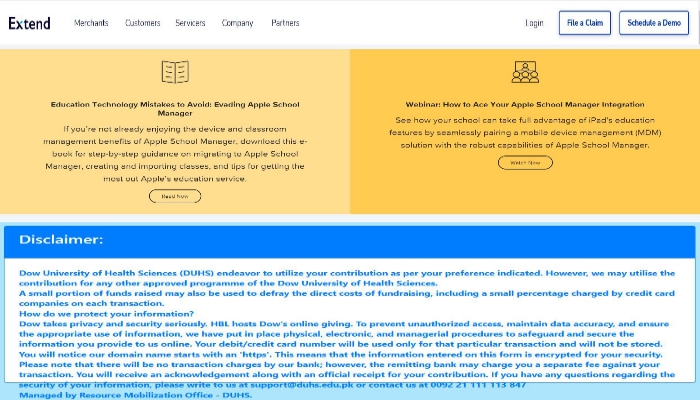 Extend Merchants Customers Servicers Company Partners Login File a Claim Schedule a Demo
Education Technology Mistakes to Avoid: Evading Apple School
Manager
If you're not already enjoying the device and classroom
management benefits of Apple School Manager, download this e-
book for step-by-step guidance on migrating to Apple School
Manager, creating and importing classes, and tips for getting the
most out Apple's education service.
Read Now
Webinar: How to Ace Your Apple School Manager Integration
See how your school can take full advantage of iPad's education
features by seamlessly pairing a mobile device management (MDM)
solution with the robust capabilities of Apple School Manager.
Watch Now
Disclaimer:
Dow University of Health Sciences (DUHS) endeavor to utilize your contribution as per your preference indicated. However, we may utilise the
contribution for any other approved programme of the Dow University of Health Sciences.
A small portion of funds raised may also be used to defray the direct costs of fundraising, including a small percentage charged by credit card
companies on each transaction.
How do we protect your information?
Dow takes privacy and security seriously. HBL hosts Dow's online giving. To prevent unauthorized access, maintain data accuracy, and ensure
the appropriate use of information, we have put in place physical, electronic, and managerial procedures to safeguard and secure the
information you provide to us online. Your debit/credit card number will be used only for that particular transaction and will not be stored.
You will notice our domain name starts with an 'https'. This means that the information entered on this form is encrypted for your security.
Please note that there will be no transaction charges by our bank; however, the remitting bank may charge you a separate fee against your
transaction. You will receive an acknowledgement along with an official receipt for your contribution. If you have any questions regarding the
security of your information, please write to us at support@duhs.edu.pk or contact us at 0092 21 111 113 847
Managed by Resource Mobilization Office - DUHS.